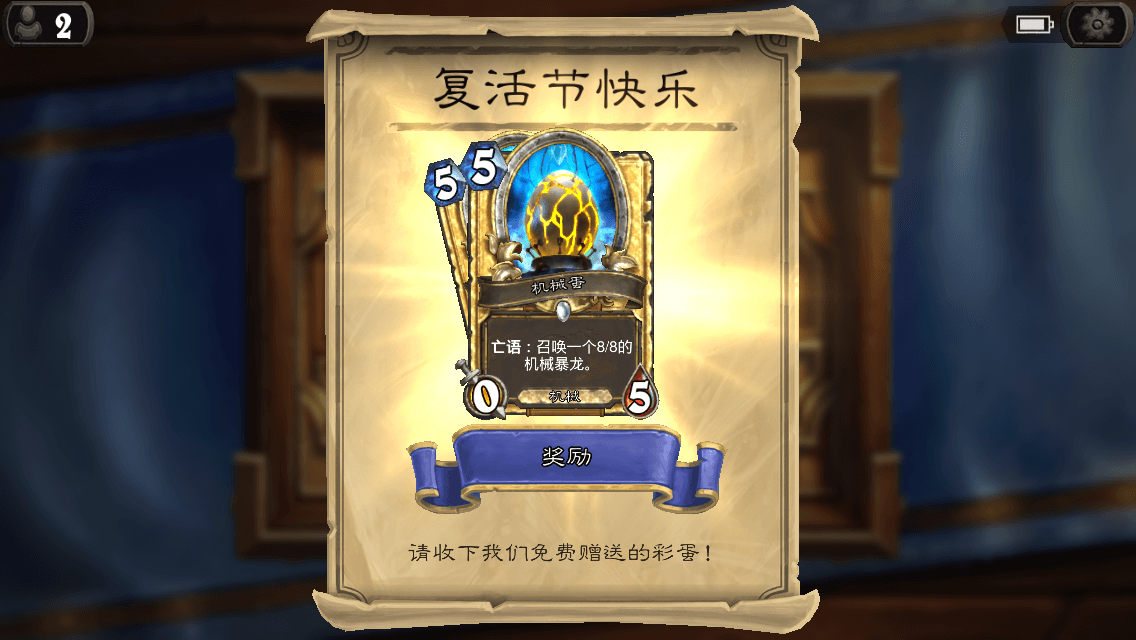 2
复活节快乐
5
5
机械蛋
亡语：召唤一个8/8的
机械暴龙。
0
机械
5
奖励
请收下我们免费赠送的彩蛋！